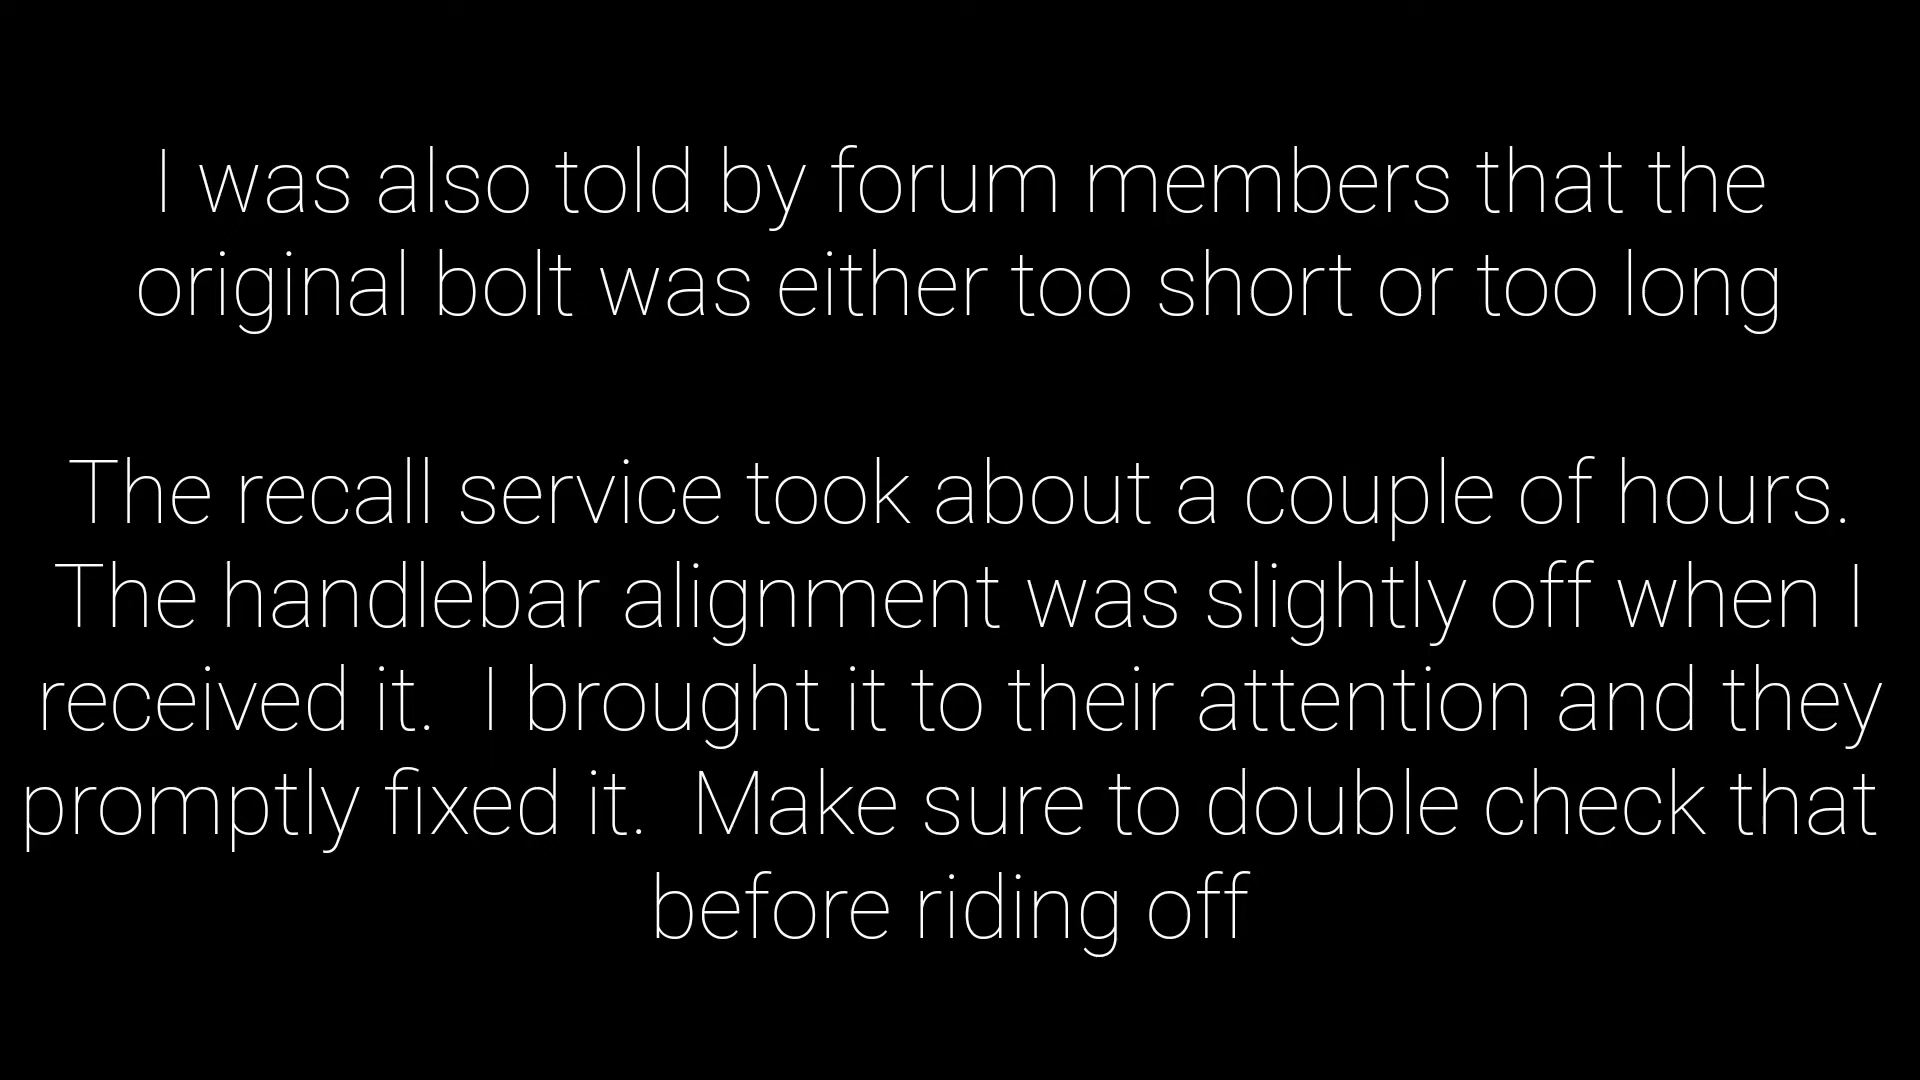 I was also told by forum members that the
original bolt was either too short or too long
The recall service took about a couple of hours.
The handlebar alignment was slightly off when I
received it.  I brought it to their attention and they
promptly fixed it.  Make sure to double check that
before riding off